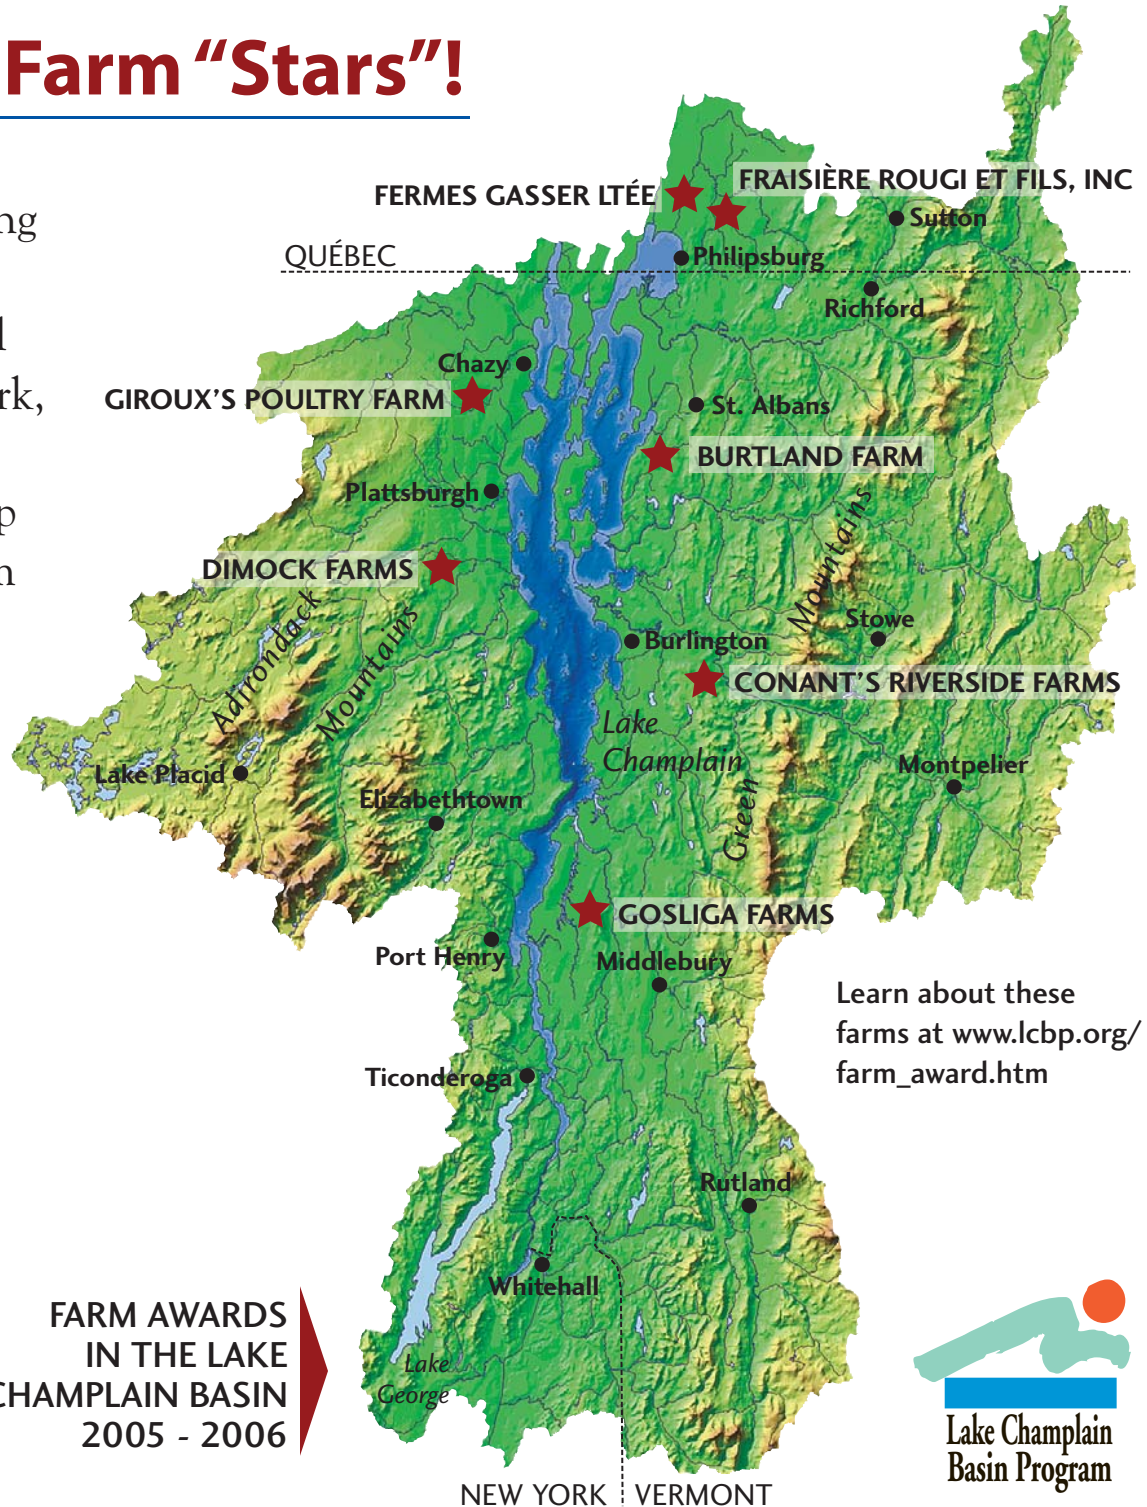 Farm “Stars”!
ng
l
rk,
p
n
FERMES GASSER LTÉE
FRAISIÈRE ROUGI ET FILS, INC
Sutton
QUÉBEC
Philipsburg
Richford
Chazy
GIROUX’S POULTRY FARM
St. Albans
BURTLAND FARM
Plattsburgh
DIMOCK FARMS
Adirondack
Mountains
Green
Mountains
Stowe
Burlington
CONANT’S RIVERSIDE FARMS
Lake
Champlain
Lake Placid
Montpelier
Elizabethtown
GOSLIGA FARMS
Port Henry
Middlebury
Learn about these
farms at www.lcbp.org/
farm_award.htm
Ticonderoga
Rutland
Whitehall
FARM AWARDS
IN THE LAKE
CHAMPLAIN BASIN
2005 - 2006
Lake
George
Lake Champlain
Basin Program
NEW YORK
VERMONT